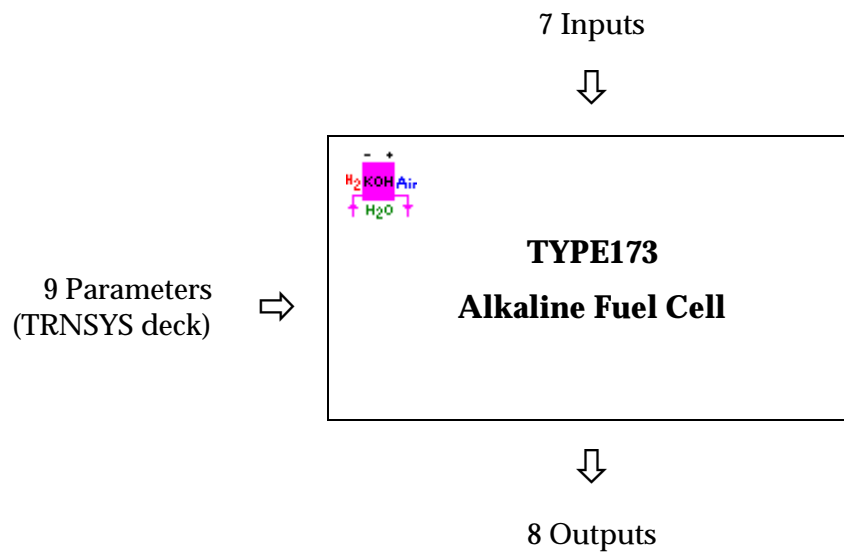 7 Inputs
- +
H2 KOH Air
H2O
TYPE173
Alkaline Fuel Cell
9 Parameters
(TRNSYS deck)
8 Outputs